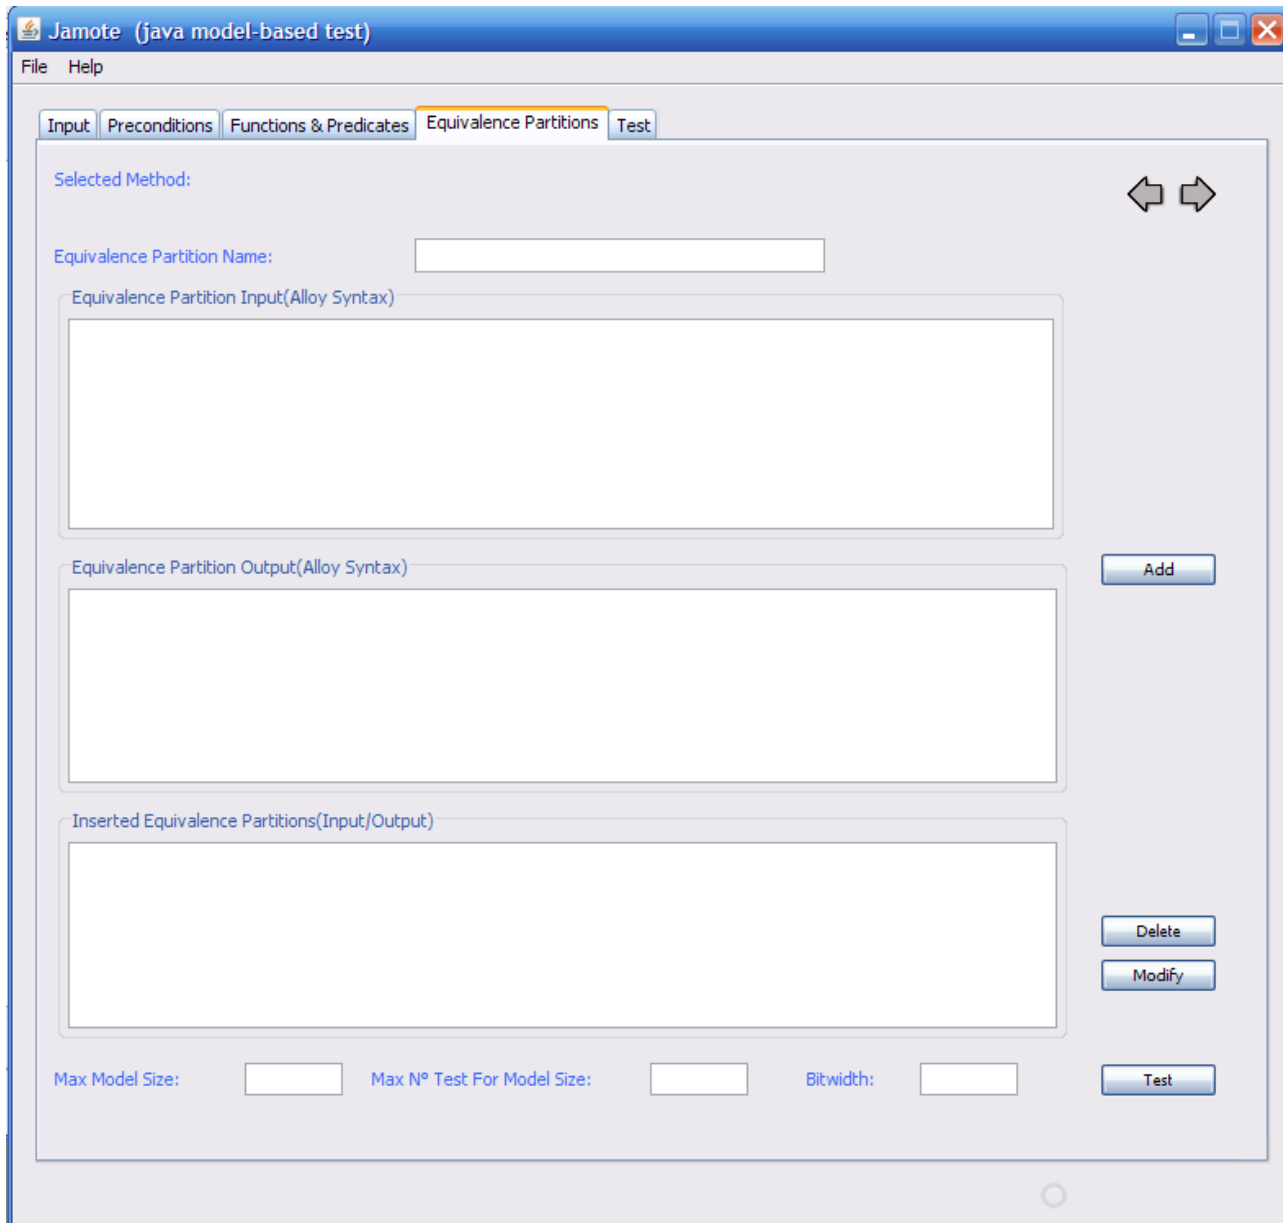 Jamote (java model-based test)
File Help
Input Preconditions Functions & Predicates Equivalence Partitions Test
Selected Method:
Equivalence Partition Name:
Equivalence Partition Input(Alloy Syntax)
Equivalence Partition Output(Alloy Syntax)
Add
Inserted Equivalence Partitions(Input/Output)
Delete
Modify
Max Model Size: Max N° Test For Model Size: Bitwidth: Test